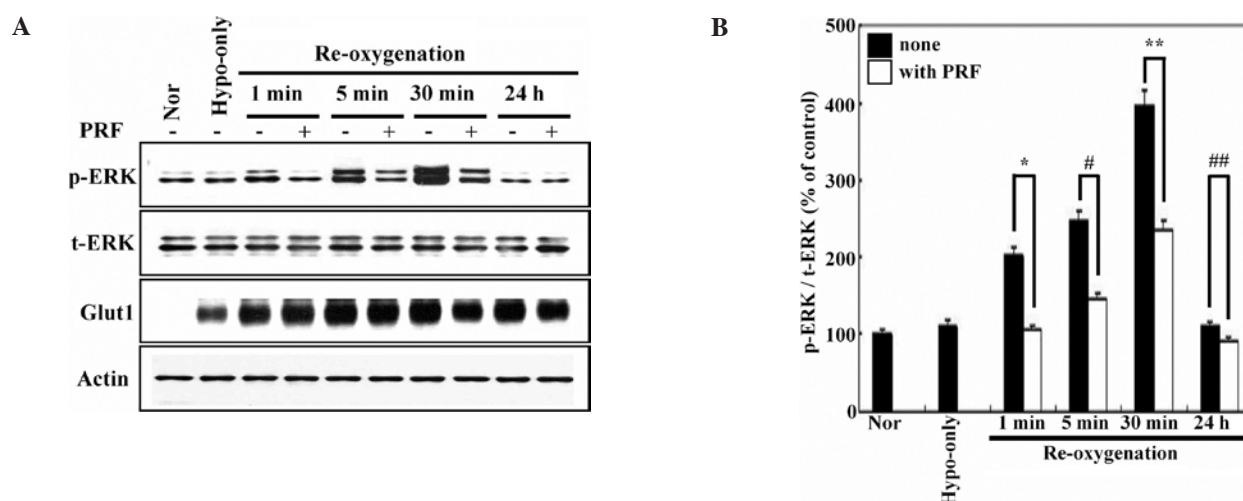 A
Nor
Hypo-only
Re-oxygenation
1 min 5 min 30 min 24 h
PRF - - - + - + - + - +
p-ERK
t-ERK
Glut1
Actin
B
p-ERK / t-ERK (% of control)
500
400
300
200
100
0
none
with PRF
*
#
**
##
Nor
Hypo-only
1 min 5 min 30 min 24 h
Re-oxygenation